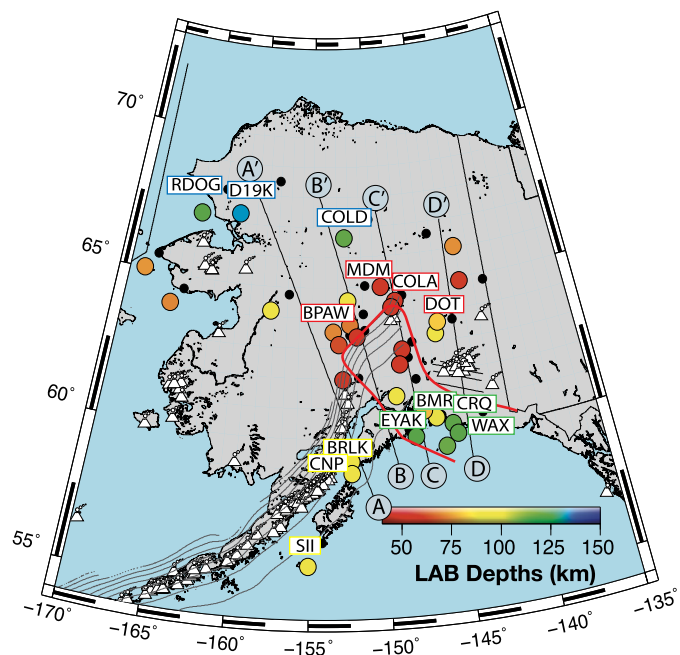 70°
65°
60°
55°
RDOG
D19K
A′
B′
C′
D′
COLD
MDM
COLA
DOT
BPAW
BMR
CRQ
EYAK
WAX
BRLK
CNP
SII
A
B
C
D
50 75 100 125 150
LAB Depths (km)
−170° −165° −160° −155° −150° −145° −140° −135°